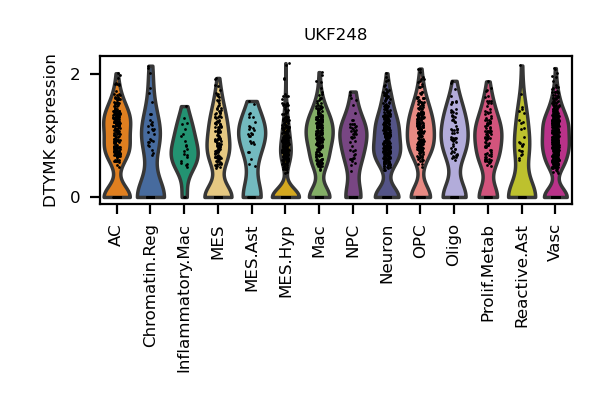 UKF248
DTYMK expression
2
0
AC
Chromatin.Reg
Inflammatory.Mac
MES
MES.Ast
MES.Hyp
Mac
NPC
Neuron
OPC
Oligo
Prolif.Metab
Reactive.Ast
Vasc